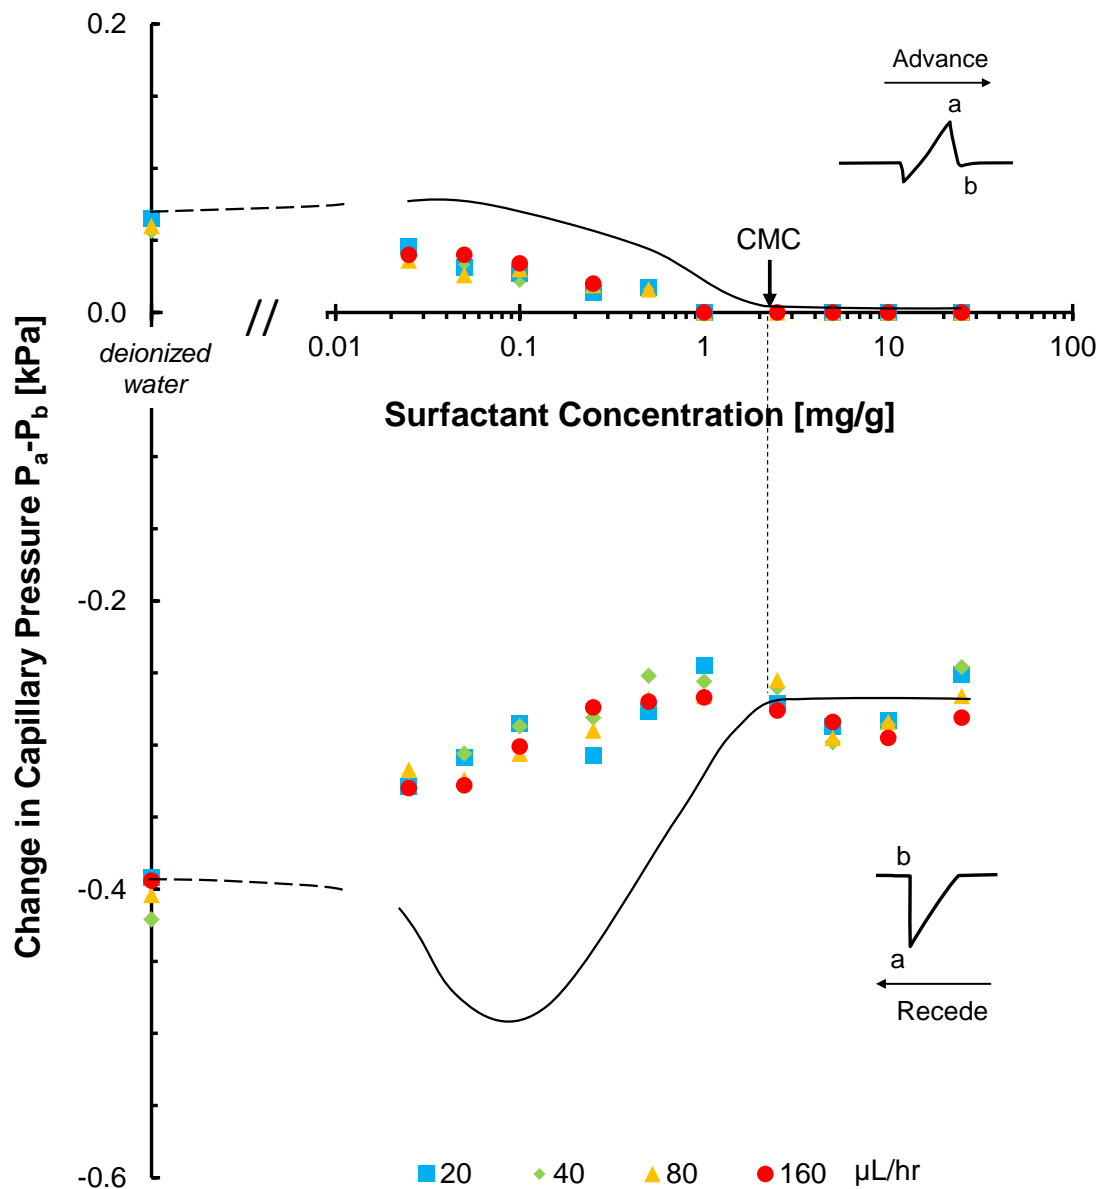 0.2
Advance
a
b
CMC
0.0
//
deionized
water
0.01
0.1
1
10
100
Surfactant Concentration [mg/g]
Change in Capillary Pressure Pa-Pb [kPa]
-0.2
-0.4
b
a
Recede
-0.6
20
40
80
160
µL/hr